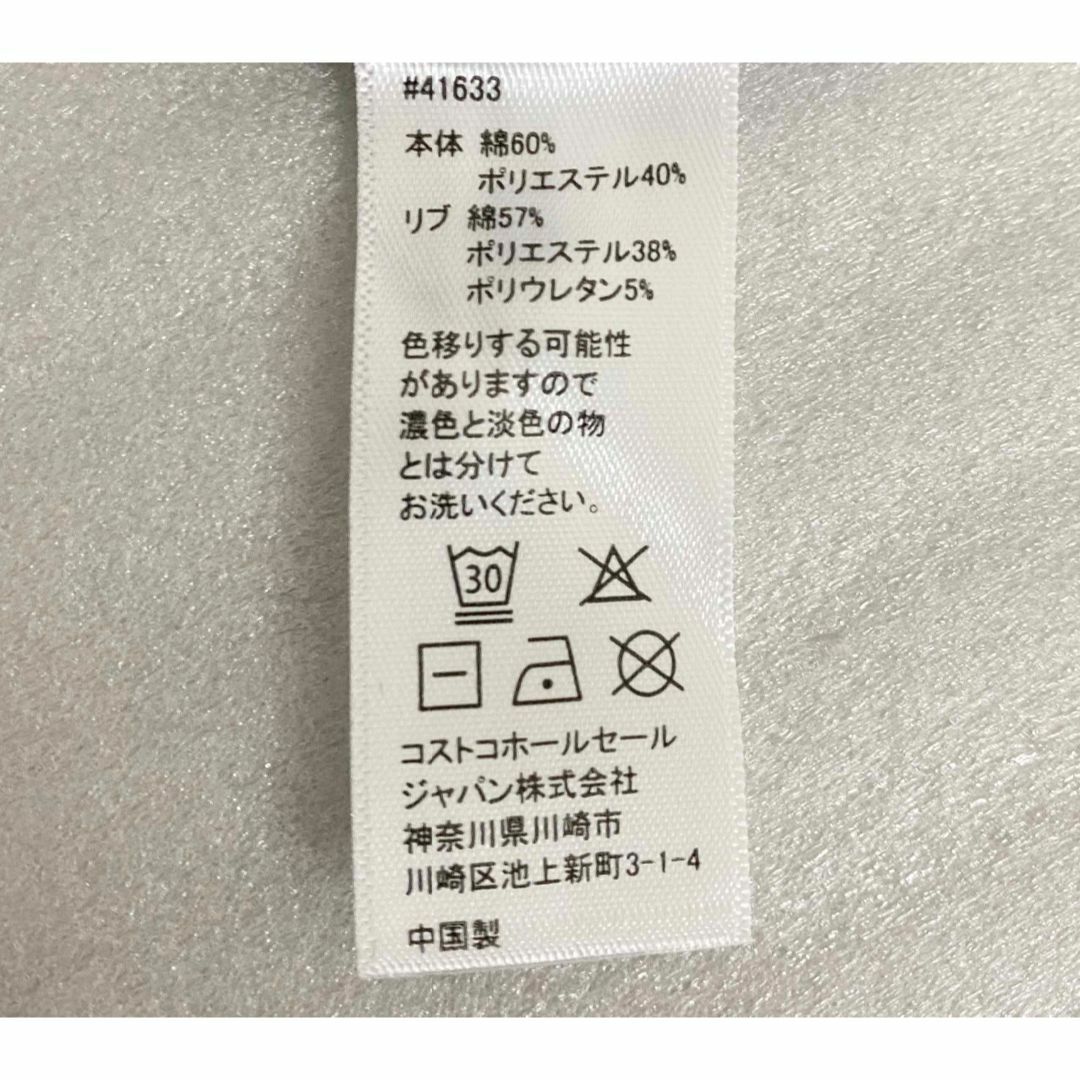 #41633
本体 綿60%
ポリエステル40%
リブ 綿57%
ポリエステル38%
ポリウレタン5%
色移りする可能性
がありますので
濃色と淡色の物
とは分けて
お洗いください。
30
コストコホールセール
ジャパン株式会社
神奈川県川崎市
川崎区池上新町3-1-4
中国製